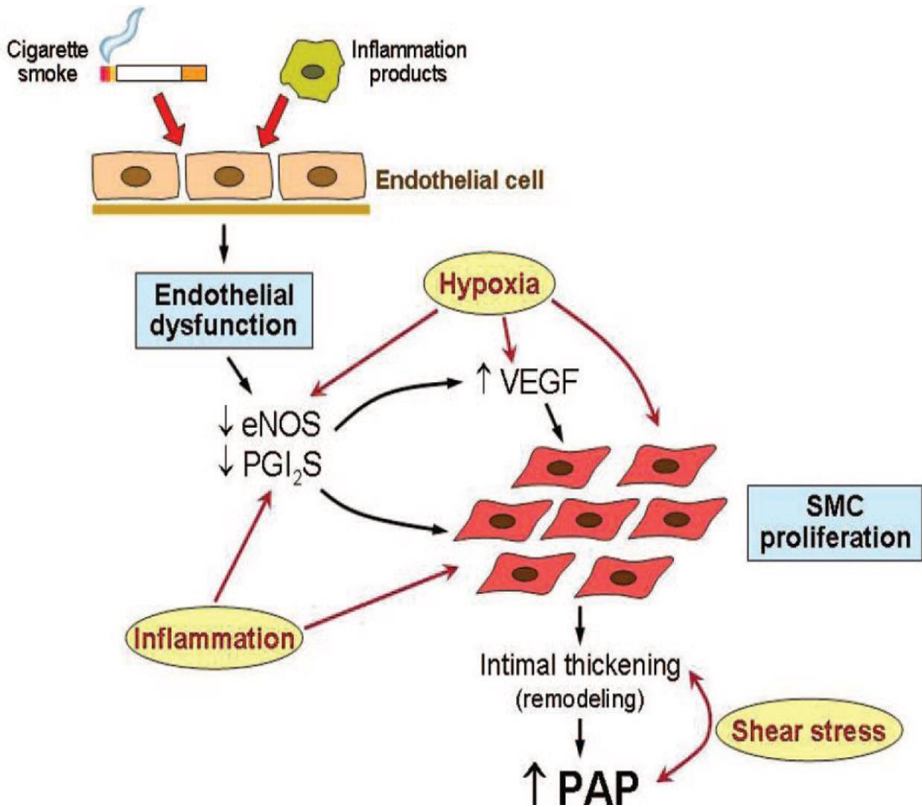 Cigarette
smoke
Inflammation
products
Endothelial cell
Endothelial
dysfunction
Hypoxia
↑ VEGF
↓ eNOS
↓ PGI₂S
SMC
proliferation
Inflammation
Intimal thickening
(remodeling)
Shear stress
↑ PAP